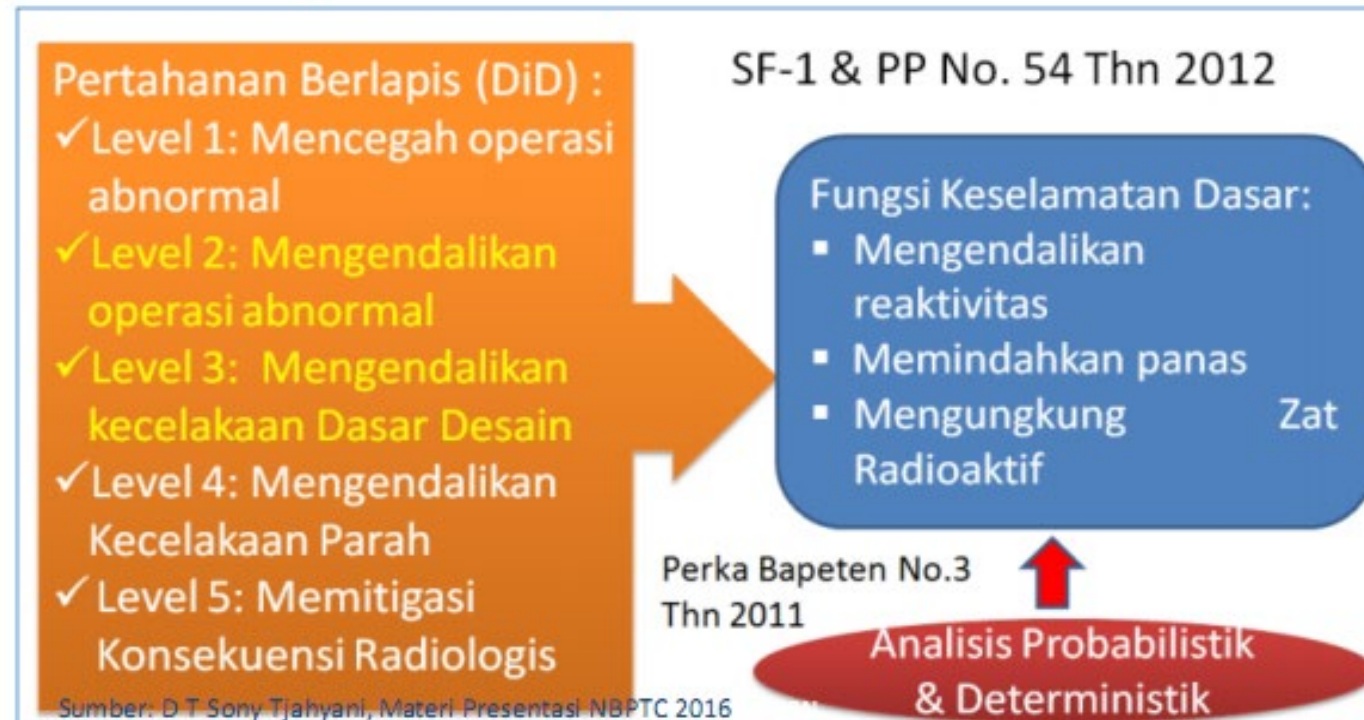 Pertahanan Berlapis (DiD) :
✓Level 1: Mencegah operasi
abnormal
✓Level 2: Mengendalikan
operasi abnormal
✓Level 3: Mengendalikan
kecelakaan Dasar Desain
✓Level 4: Mengendalikan
Kecelakaan Parah
✓ Level 5: Memitigasi
Konsekuensi Radiologis
Sumber: D T Sony Tjahyani, Materi Presentasi NBPTC 2016
SF-1 & PP No. 54 Thn 2012
Fungsi Keselamatan Dasar:
▪ Mengendalikan
reaktivitas
▪ Memindahkan panas
▪ Mengungkung Zat
Radioaktif
Perka Bapeten No.3
Thn 2011
Analisis Probabilistik
& Deterministik